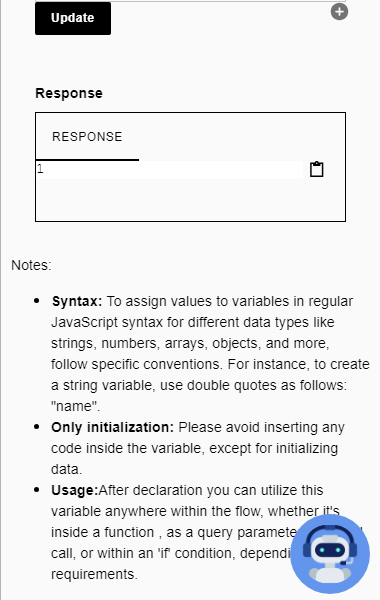 Update
Response
RESPONSE
1
Notes:
Syntax: To assign values to variables in regular
JavaScript syntax for different data types like
strings, numbers, arrays, objects, and more,
follow specific conventions. For instance, to create
a string variable, use double quotes as follows:
"name".
Only initialization: Please avoid inserting any
code inside the variable, except for initializing
data.
Usage:After declaration you can utilize this
variable anywhere within the flow, whether it's
inside a function , as a query
call, or within an 'if' condition,
requirements.